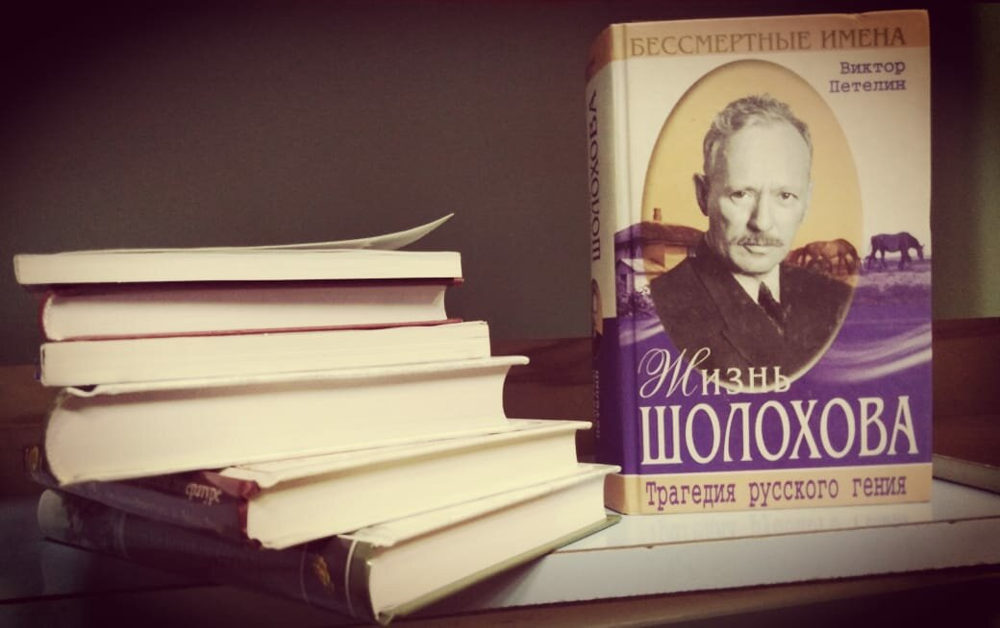 БЕССМЕРТНЫЕ ИМЕНА
Виктор
Петелин
Жизнь
ШОЛОХОВА
Трагедия русского гения
ШОЛОХОВА